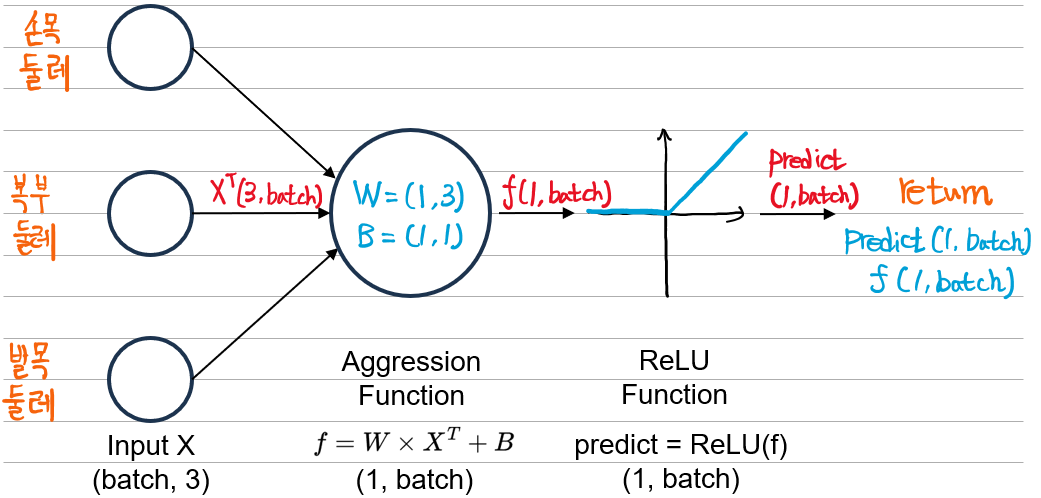 손목
둘레
복부
둘레
발목
둘레
X^T(3,batch)
W=(1,3)
B=(1,1)
f(1,batch)
predict
(1,batch)
return
Predict(1,batch)
f(1,batch)
Input X
(batch, 3)
Aggression
Function
f = W × X^T + B
(1, batch)
ReLU
Function
predict = ReLU(f)
(1, batch)